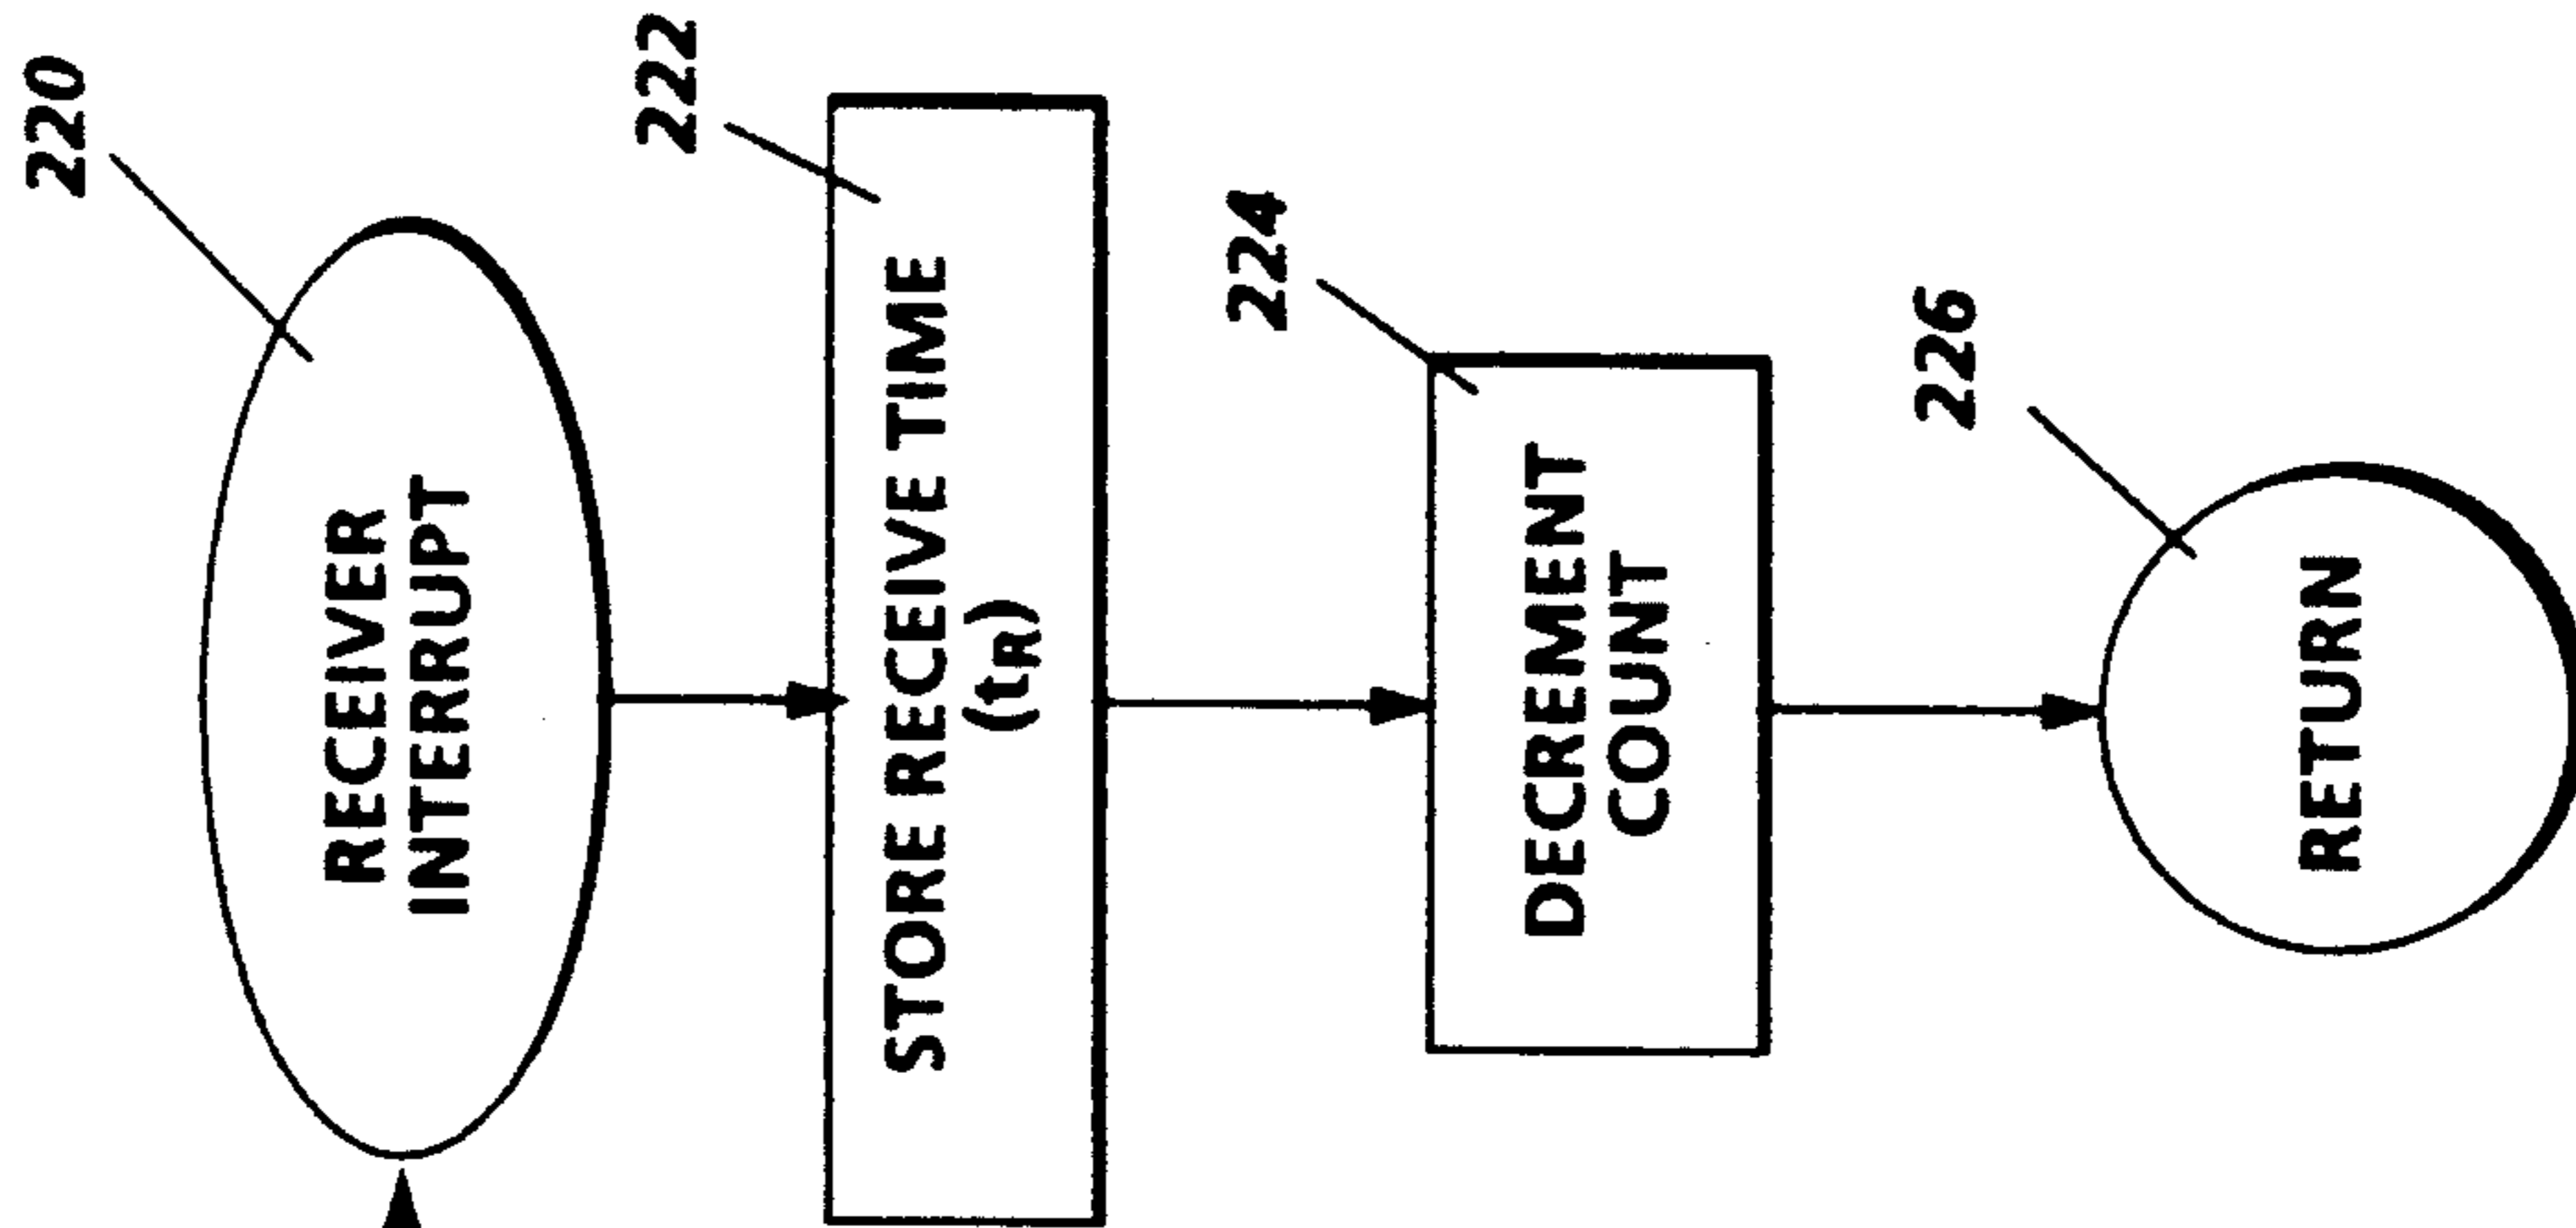 220
RECEIVER
INTERRUPT
222
STORE RECEIVE TIME
(tR)
224
DECREMENT
COUNT
226
RETURN